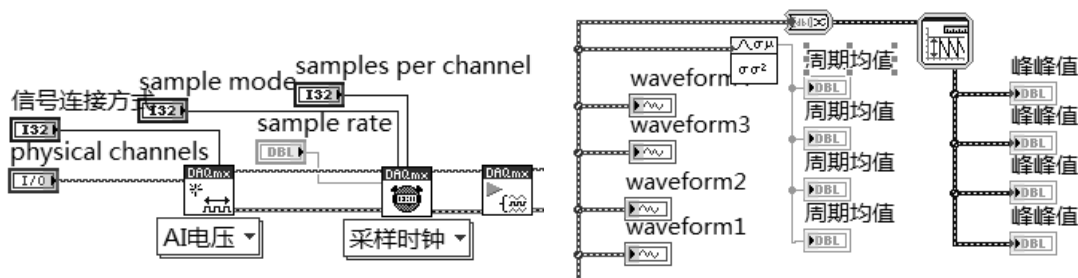 信号连接方式
I32
physical channels
I/O
sample mode
I32
samples per channel
I32
sample rate
DBL
DAQmx
AI电压
DAQmx
采样时钟
DAQmx
waveform
waveform3
waveform2
waveform1
σμ
σσ²
周期均值
DBL
周期均值
DBL
周期均值
DBL
周期均值
DBL
峰峰值
DBL
峰峰值
DBL
峰峰值
DBL
峰峰值
DBL